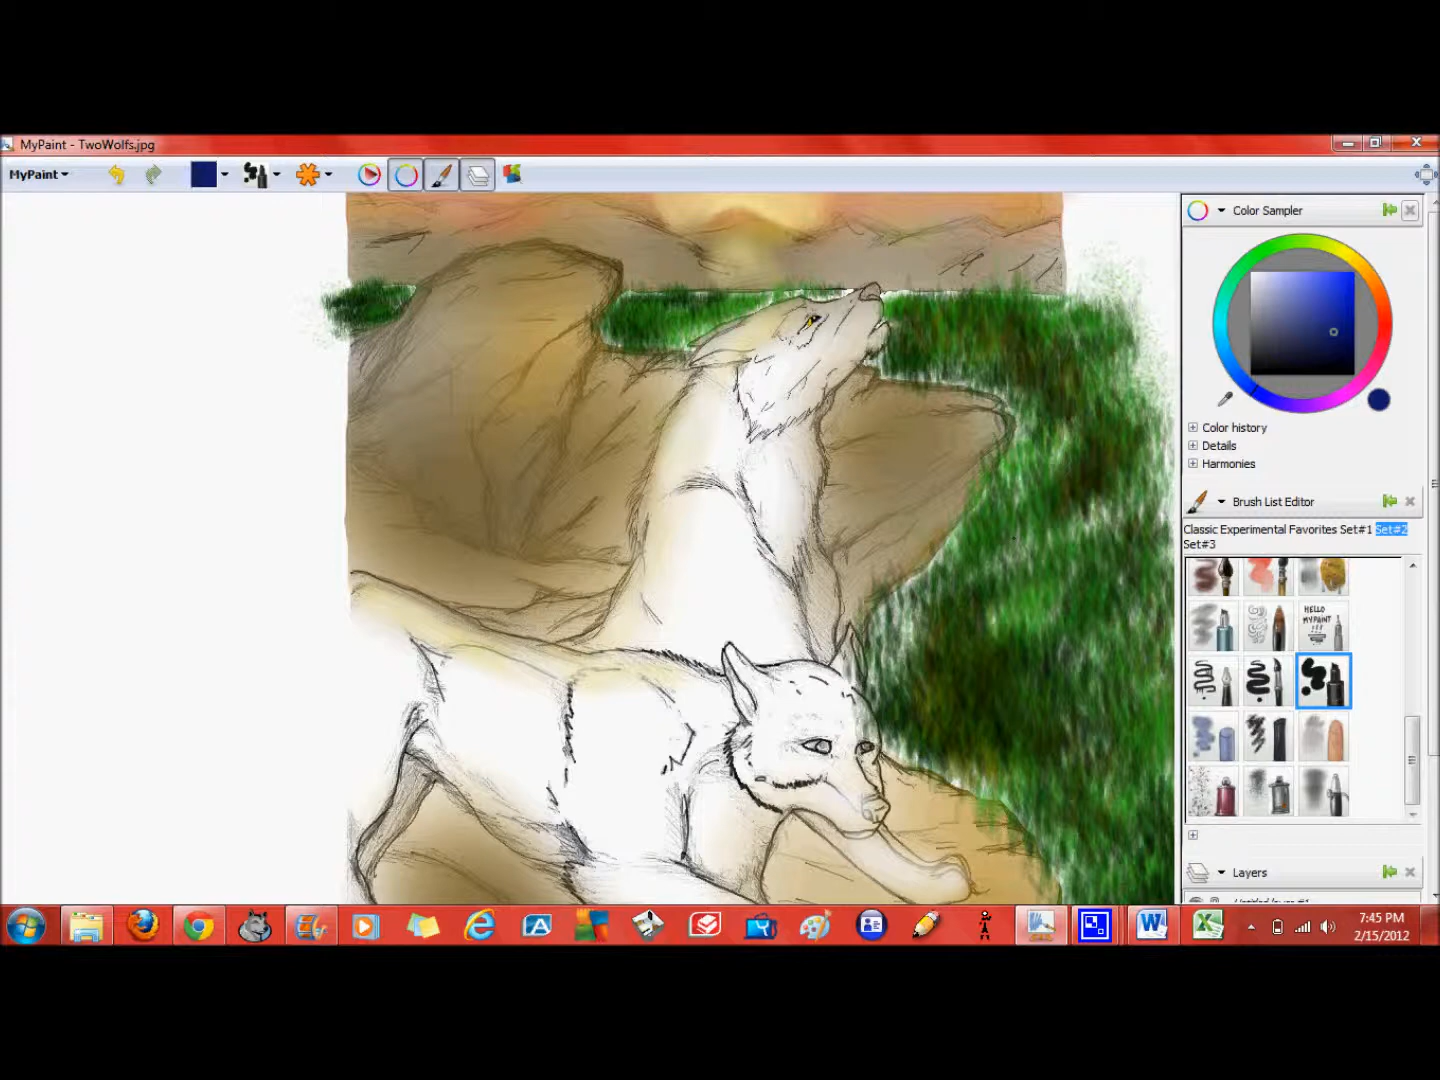 MyPaint - TwoWolfs.jpg
MyPaint
Color Sampler
Color history
Details
Harmonies
Brush List Editor
Classic Experimental Favorites Set#1 Set#2
Set#3
HELLO
MYPAINT
!!!
Layers
7:45 PM
2/15/2012